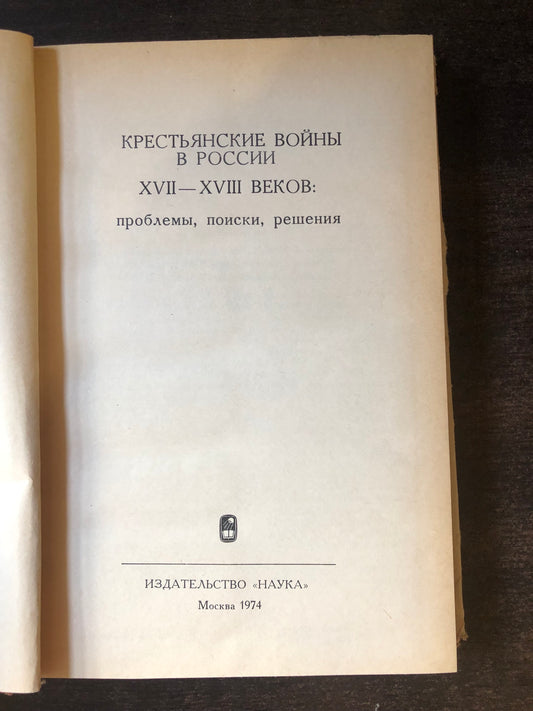 КРЕСТЬЯНСКИЕ ВОЙНЫ
В РОССИИ
XVII—XVIII ВЕКОВ:
проблемы, поиски, решения
ИЗДАТЕЛЬСТВО «НАУКА»
Москва 1974